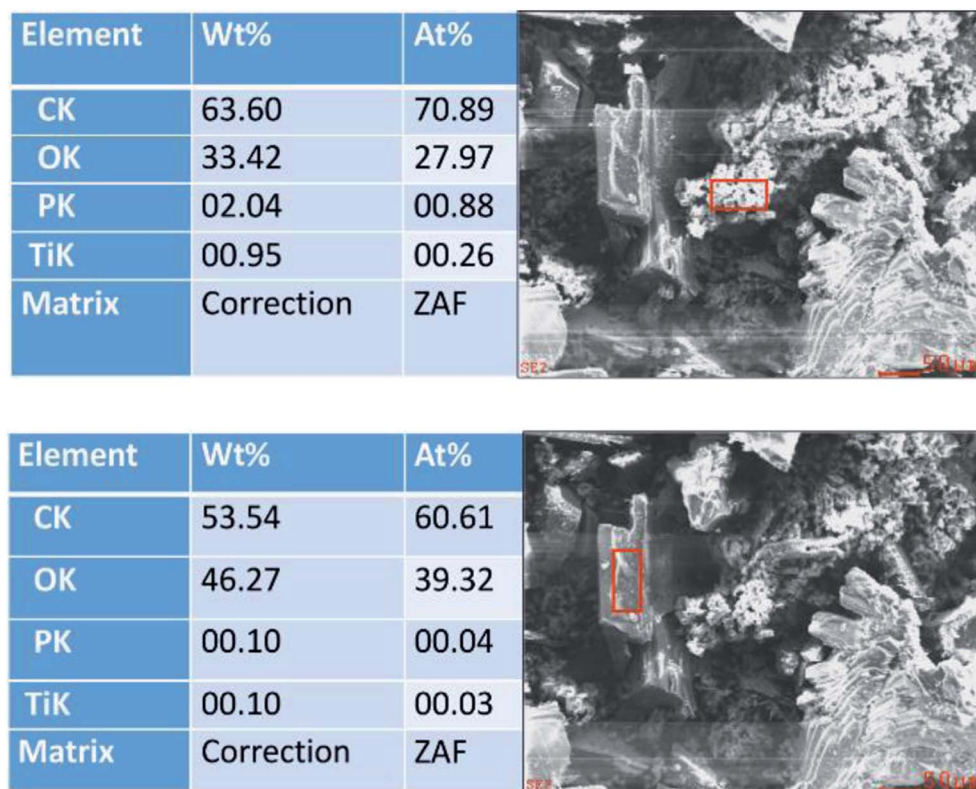 Element Wt% At%
CK 63.60 70.89
OK 33.42 27.97
PK 02.04 00.88
TiK 00.95 00.26
Matrix Correction ZAF
SE2 50µm
Element Wt% At%
CK 53.54 60.61
OK 46.27 39.32
PK 00.10 00.04
TiK 00.10 00.03
Matrix Correction ZAF
50µm